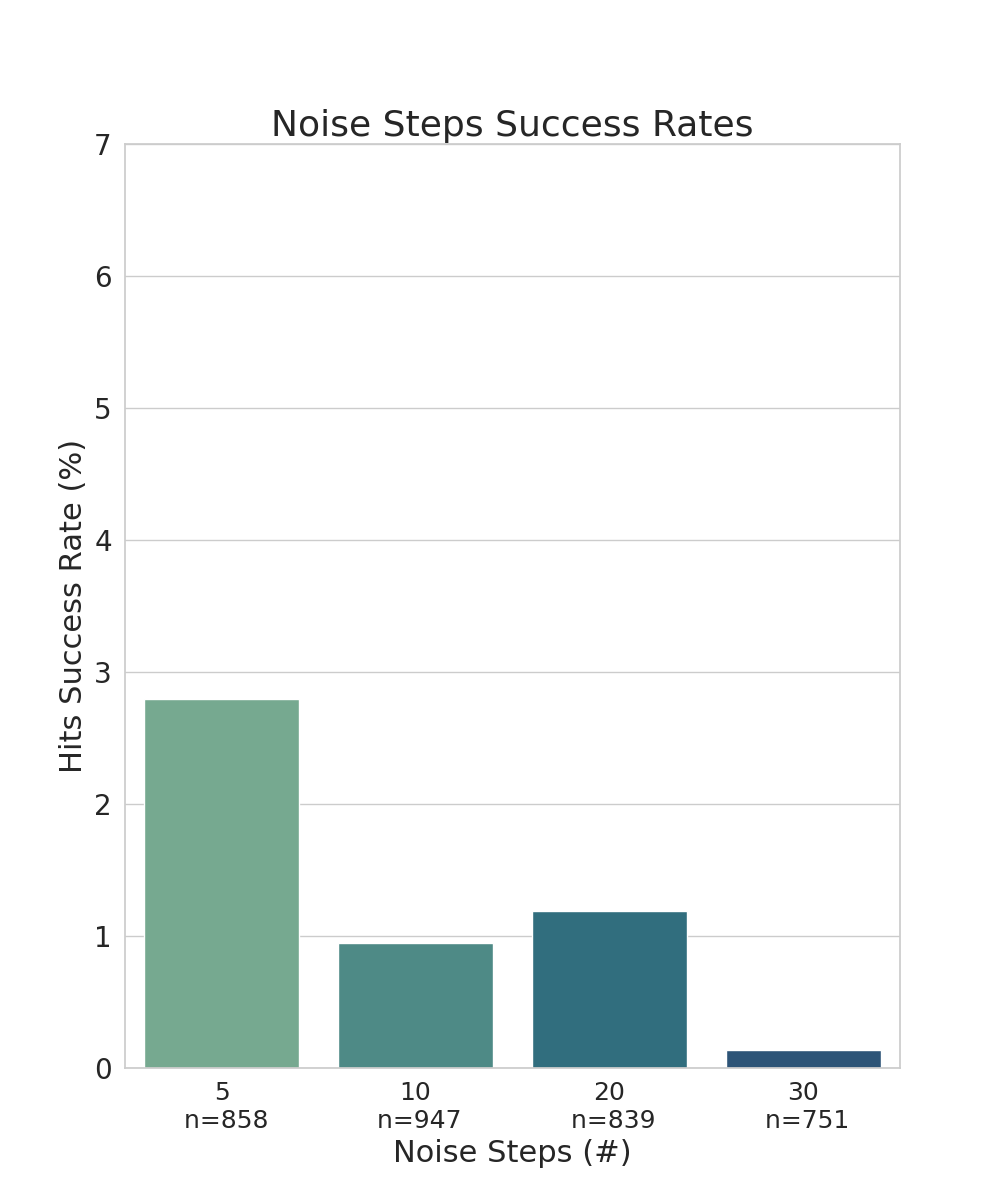 Noise Steps Success Rates
7
6
5
4
3
2
1
0
Hits Success Rate (%)
5 10 20 30
n=858 n=947 n=839 n=751
Noise Steps (#)